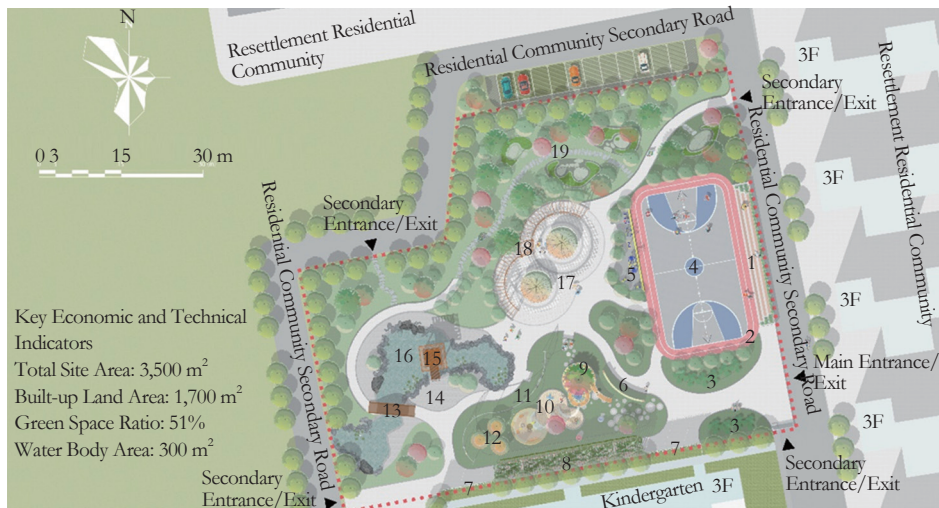 N
Resettlement Residential
Community
Residential Community Secondary Road
3F
Resettlement Residential Community
Secondary
Entrance/Exit
0 3 15 30 m
19
3F
Secondary
Entrance/Exit
Residential Community Secondary Road
Residential Community Secondary Road
18
17
5
4
1
2
3F
Key Economic and Technical
Indicators
Total Site Area: 3,500 m²
Built-up Land Area: 1,700 m²
Green Space Ratio: 51%
Water Body Area: 300 m²
16
15
14
13
9
6
11
10
12
3
Main Entrance/
Exit
3
3F
7
8
7
Secondary
Entrance/Exit
Secondary
Entrance/Exit
Kindergarten 3F